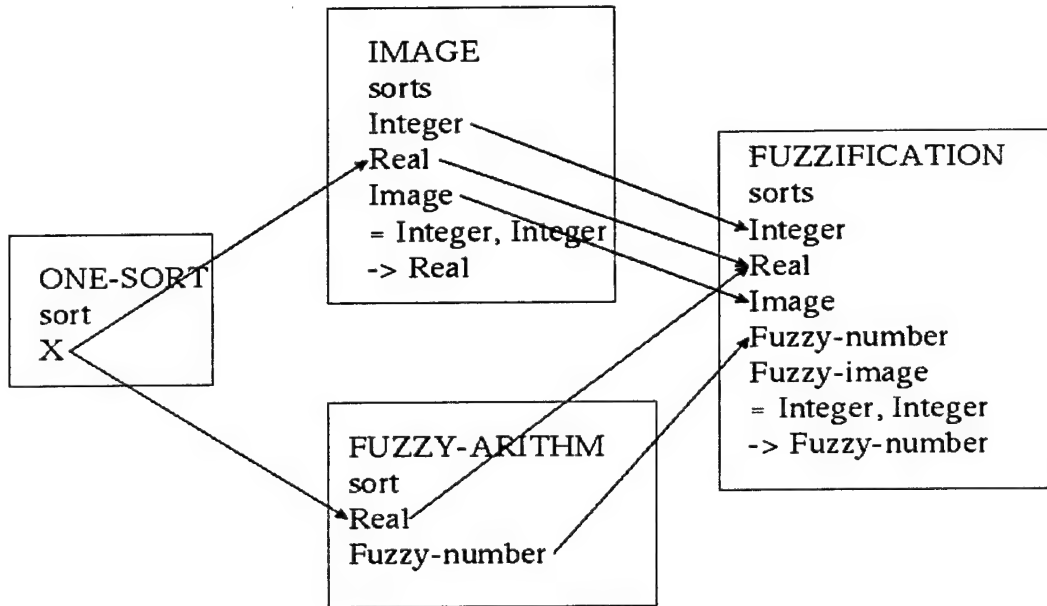 ONE-SORT
sort
X
IMAGE
sorts
Integer
Real
Image
= Integer, Integer
-> Real
FUZZY-ARITHM
sort
Real
Fuzzy-number
FUZZIFICATION
sorts
Integer
Real
Image
Fuzzy-number
Fuzzy-image
= Integer, Integer
-> Fuzzy-number